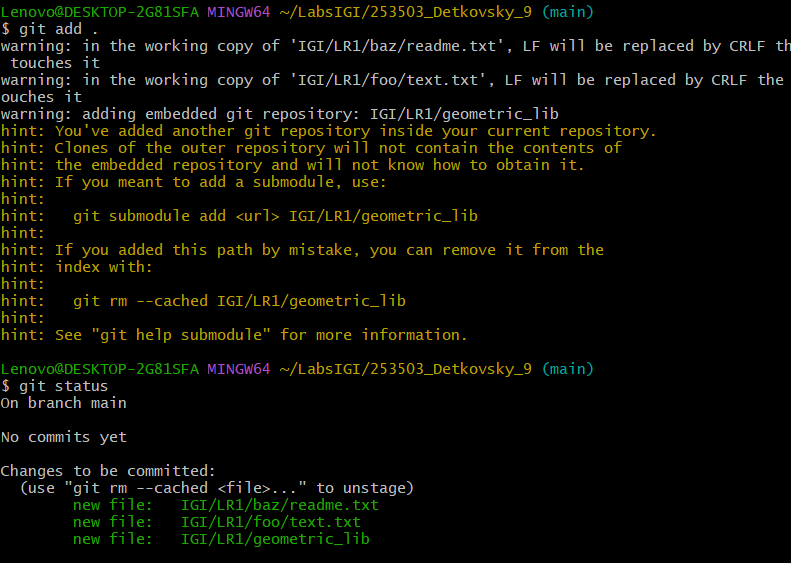 Lenovo@DESKTOP-2G81SFA MINGW64 ~/LabsIGI/253503_Detkovsky_9 (main)
$ git add .
warning: in the working copy of 'IGI/LR1/baz/readme.txt', LF will be replaced by CRLF th
 touches it
warning: in the working copy of 'IGI/LR1/foo/text.txt', LF will be replaced by CRLF the
ouches it
warning: adding embedded git repository: IGI/LR1/geometric_lib
hint: You've added another git repository inside your current repository.
hint: Clones of the outer repository will not contain the contents of
hint: the embedded repository and will not know how to obtain it.
hint: If you meant to add a submodule, use:
hint:
hint:   git submodule add <url> IGI/LR1/geometric_lib
hint:
hint: If you added this path by mistake, you can remove it from the
hint: index with:
hint:
hint:   git rm --cached IGI/LR1/geometric_lib
hint:
hint: See "git help submodule" for more information.

Lenovo@DESKTOP-2G81SFA MINGW64 ~/LabsIGI/253503_Detkovsky_9 (main)
$ git status
On branch main

No commits yet

Changes to be committed:
  (use "git rm --cached <file>..." to unstage)
        new file:   IGI/LR1/baz/readme.txt
        new file:   IGI/LR1/foo/text.txt
        new file:   IGI/LR1/geometric_lib